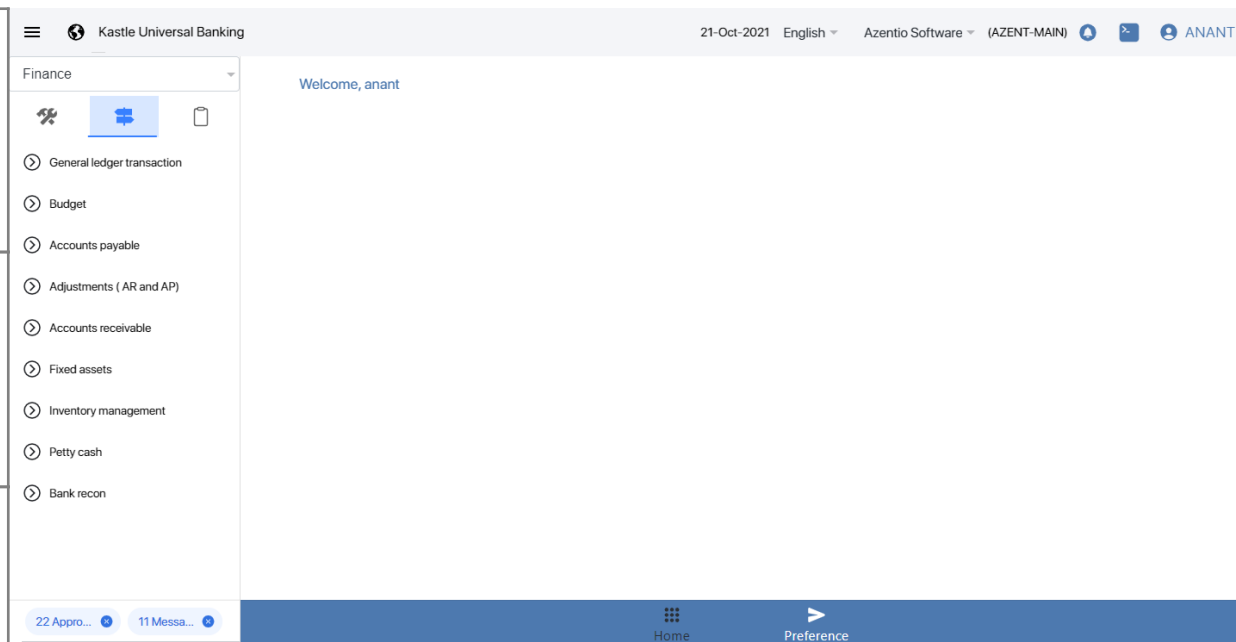 Kastle Universal Banking
21-Oct-2021 English Azentio Software (AZENT-MAIN) ANANT
Finance
Welcome, anant
General ledger transaction
Budget
Accounts payable
Adjustments ( AR and AP)
Accounts receivable
Fixed assets
Inventory management
Petty cash
Bank recon
22 Appro...
11 Messa...
Home
Preference